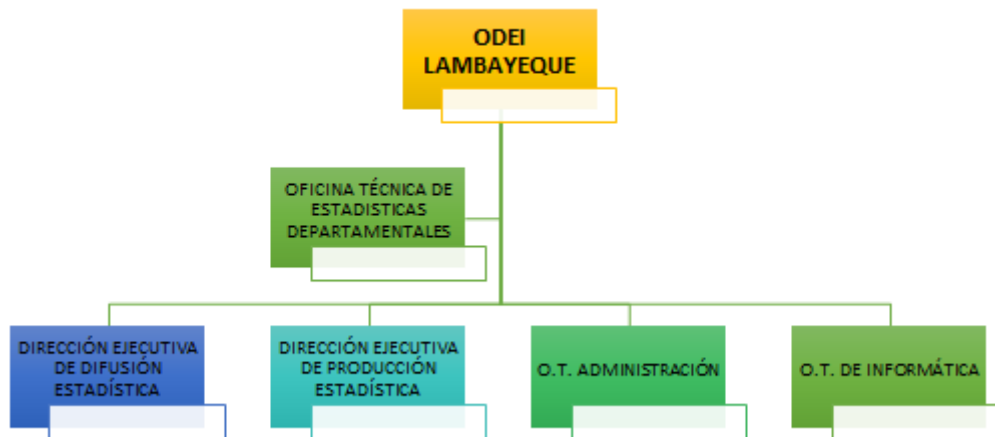 ODEI
LAMBAYEQUE
OFICINA TÉCNICA DE
ESTADISTICAS
DEPARTAMENTALES
DIRECCIÓN EJECUTIVA
DE DIFUSIÓN
ESTADÍSTICA
DIRECCIÓN EJECUTIVA
DE PRODUCCIÓN
ESTADÍSTICA
O.T. ADMINISTRACIÓN
O.T. DE INFORMÁTICA